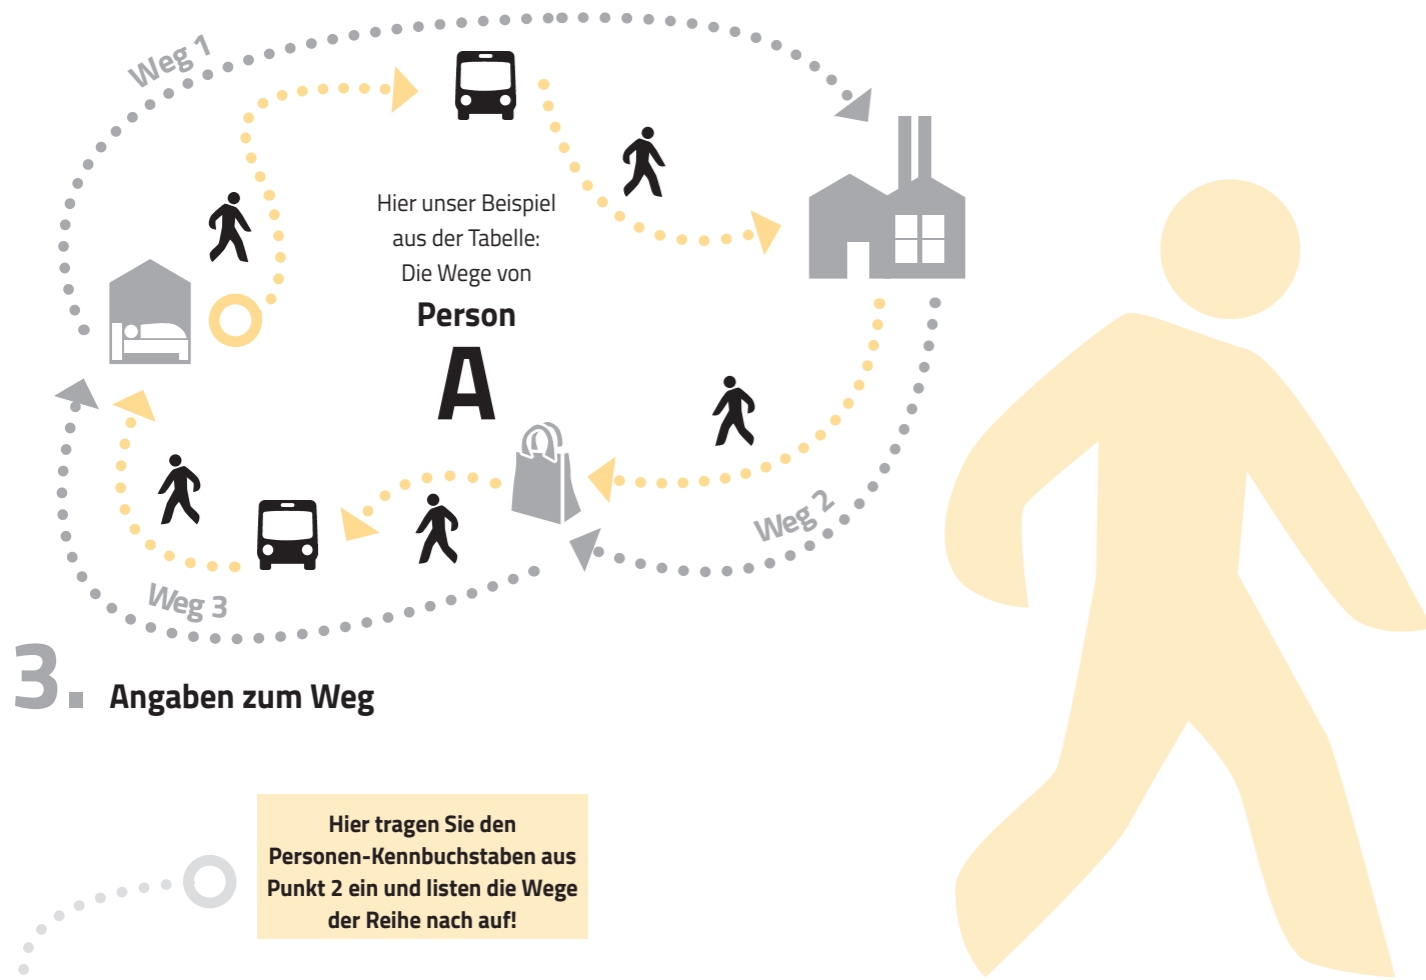 Weg 1
Hier unser Beispiel
aus der Tabelle:
Die Wege von
Person
A
Weg 2
Weg 3
3. Angaben zum Weg
Hier tragen Sie den
Personen-Kennbuchstaben aus
Punkt 2 ein und listen die Wege
der Reihe nach auf!